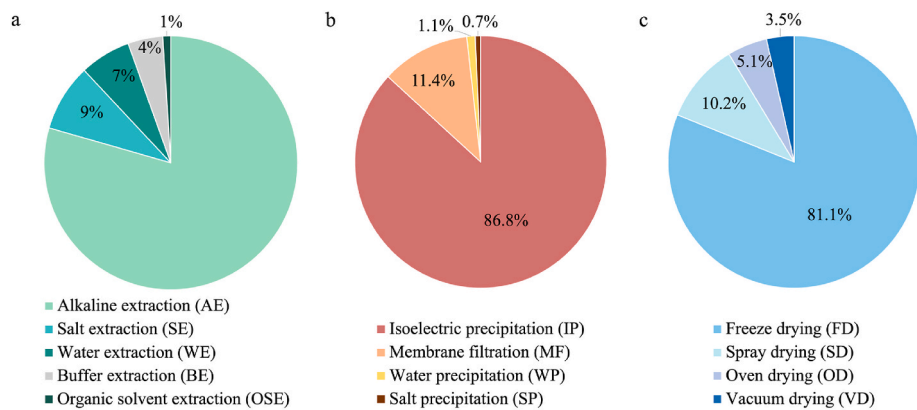 a
1%
4%
7%
9%
Alkaline extraction (AE)
Salt extraction (SE)
Water extraction (WE)
Buffer extraction (BE)
Organic solvent extraction (OSE)
b
1.1%
0.7%
11.4%
86.8%
Isoelectric precipitation (IP)
Membrane filtration (MF)
Water precipitation (WP)
Salt precipitation (SP)
c
3.5%
5.1%
10.2%
81.1%
Freeze drying (FD)
Spray drying (SD)
Oven drying (OD)
Vacuum drying (VD)